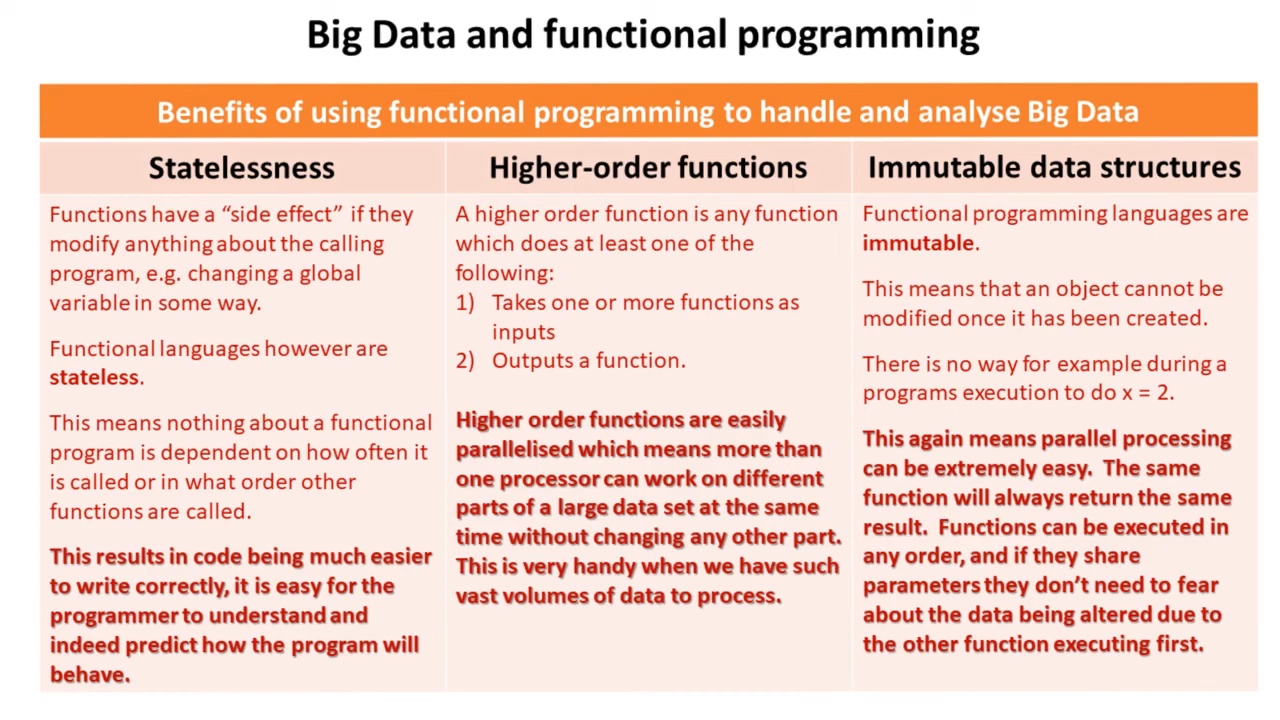 Big Data and functional programming
Benefits of using functional programming to handle and analyse Big Data
Statelessness
Functions have a “side effect” if they
modify anything about the calling
program, e.g. changing a global
variable in some way.
Functional languages however are
stateless.
This means nothing about a functional
program is dependent on how often it
is called or in what order other
functions are called.
This results in code being much easier
to write correctly, it is easy for the
programmer to understand and
indeed predict how the program will
behave.
Higher-order functions
A higher order function is any function
which does at least one of the
following:
1) Takes one or more functions as
inputs
2) Outputs a function.
Higher order functions are easily
parallelised which means more than
one processor can work on different
parts of a large data set at the same
time without changing any other part.
This is very handy when we have such
vast volumes of data to process.
Immutable data structures
Functional programming languages are
immutable.
This means that an object cannot be
modified once it has been created.
There is no way for example during a
programs execution to do x = 2.
This again means parallel processing
can be extremely easy. The same
function will always return the same
result. Functions can be executed in
any order, and if they share
parameters they don’t need to fear
about the data being altered due to
the other function executing first.